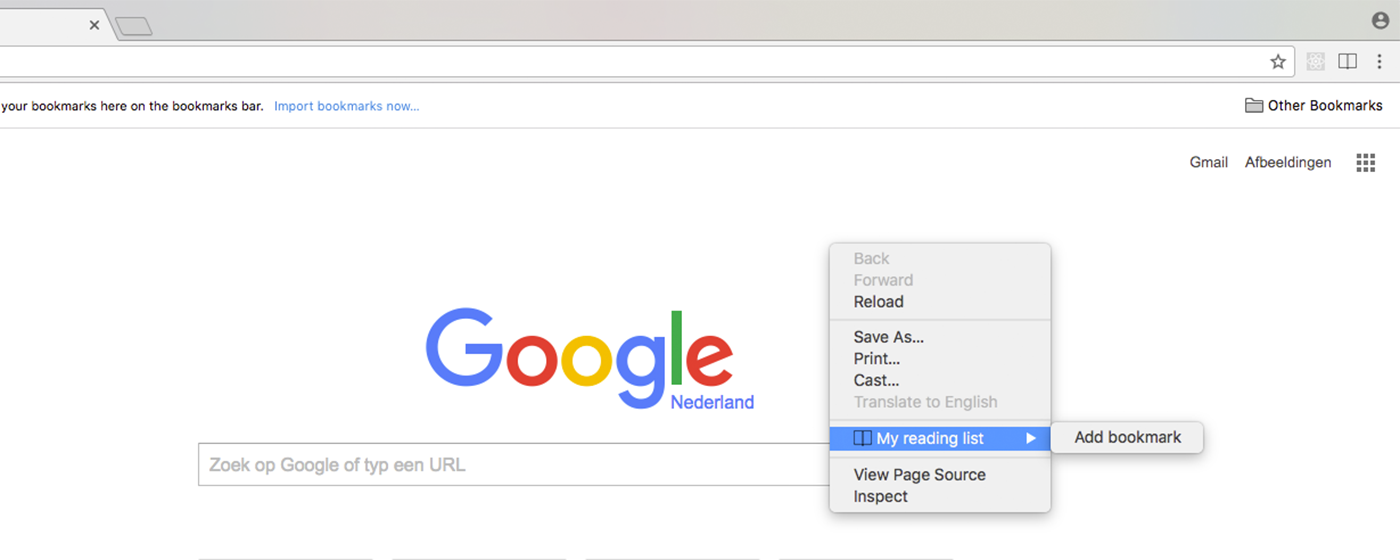 your bookmarks here on the bookmarks bar. Import bookmarks now...
Other Bookmarks
Gmail Afbeeldingen
Google
Nederland
Zoek op Google of typ een URL
Back
Forward
Reload
Save As...
Print...
Cast...
Translate to English
My reading list
Add bookmark
View Page Source
Inspect